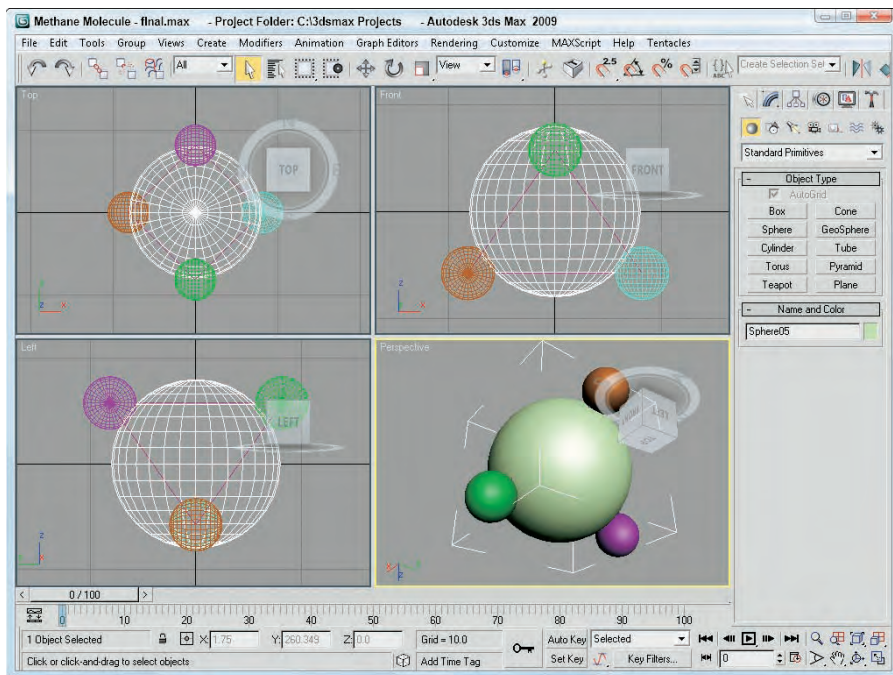 Methane Molecule - fInal.max - Project Folder: C:\3dsmax Projects - Autodesk 3ds Max 2009
File Edit Tools Group Views Create Modifiers Animation Graph Editors Rendering Customize MAXScript Help Tentacles
All View 2.5 % ABC Create Selection Set
Top
TOP
Front
FRONT
Standard Primitives
- Object Type
AutoGrid
Box Cone
Sphere GeoSphere
Cylinder Tube
Torus Pyramid
Teapot Plane
- Name and Color
Sphere05
z x
z x
Left
LEFT
z
Perspective
LEFT
z
< 0 / 100 >
0 10 20 30 40 50 60 70 80 90 100
1 Object Selected X: 1.75 Y: 260.349 Z: 0.0 Grid = 10.0 Auto Key Selected
Click or click-and-drag to select objects Add Time Tag Set Key Key Filters... 0